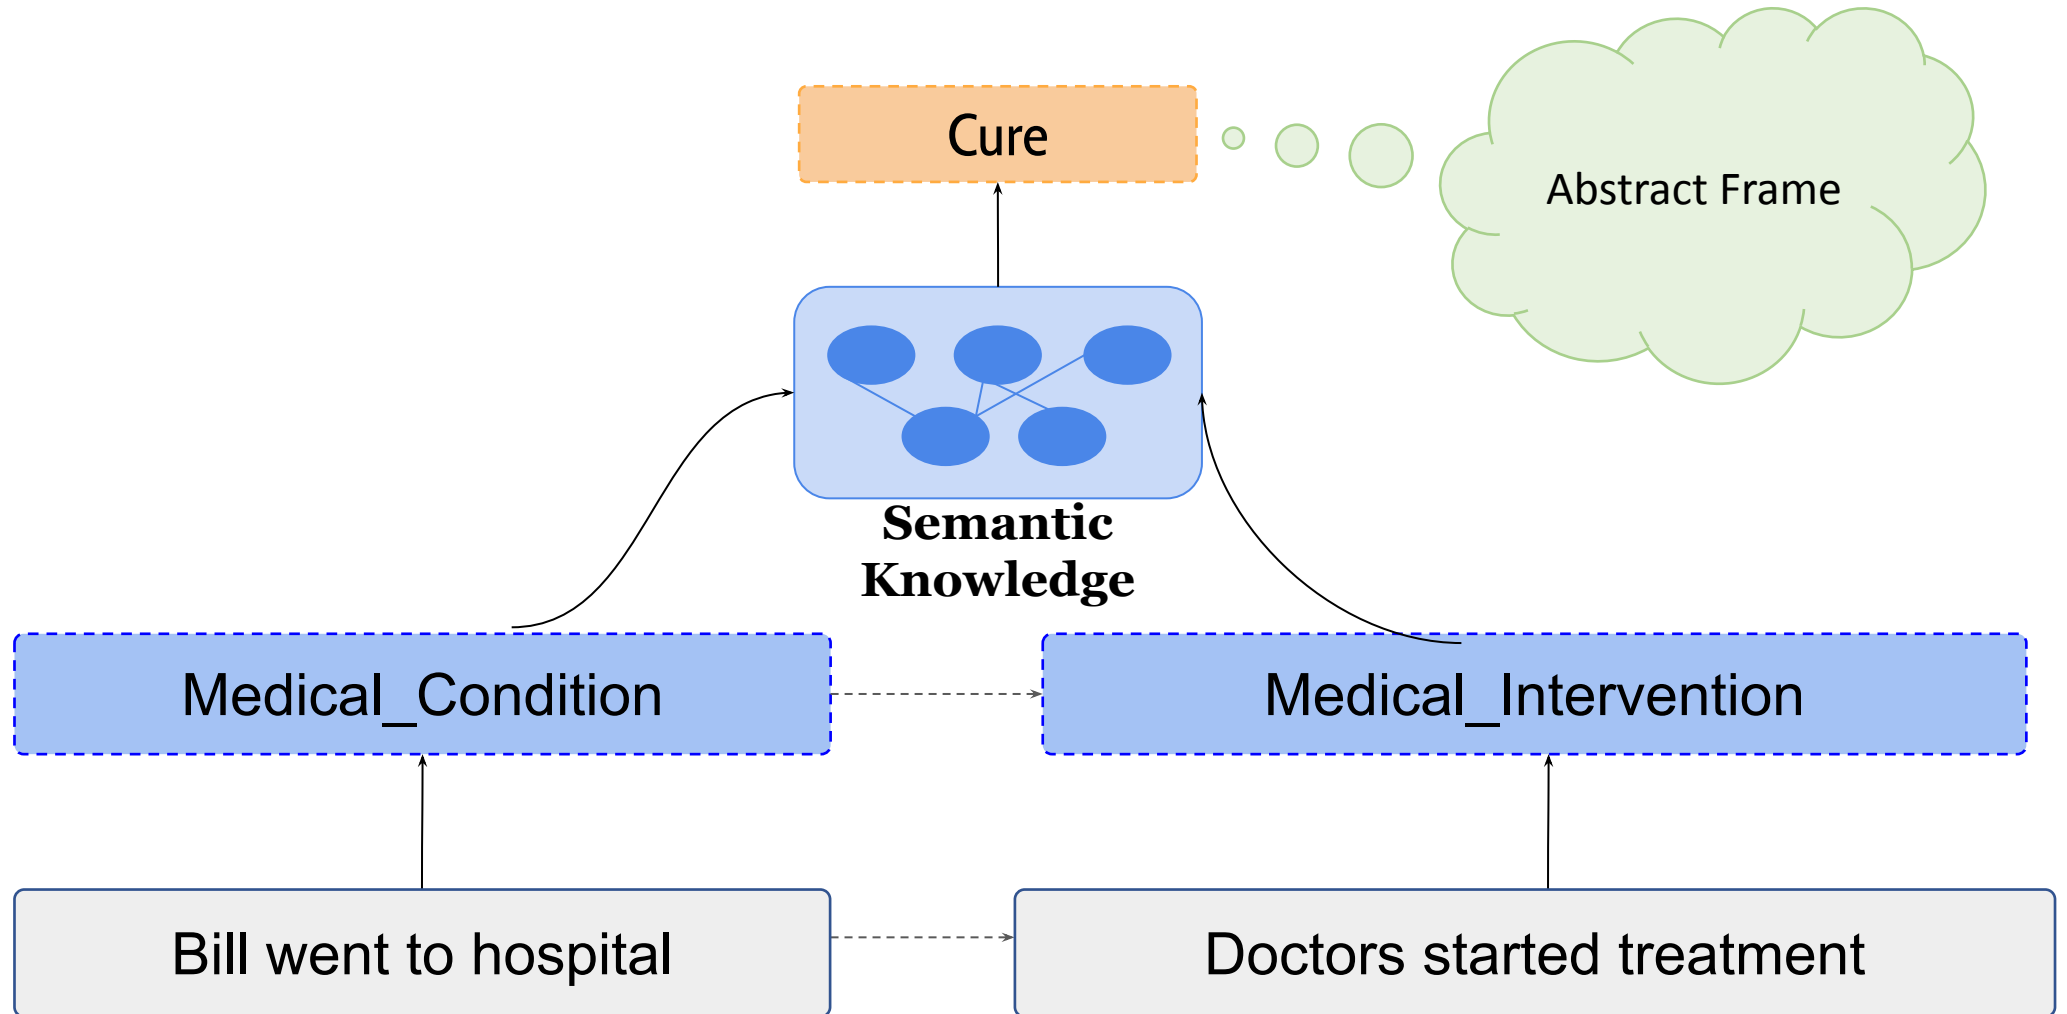 Cure
Abstract Frame
Semantic
Knowledge
Medical_Condition
Medical_Intervention
Bill went to hospital
Doctors started treatment